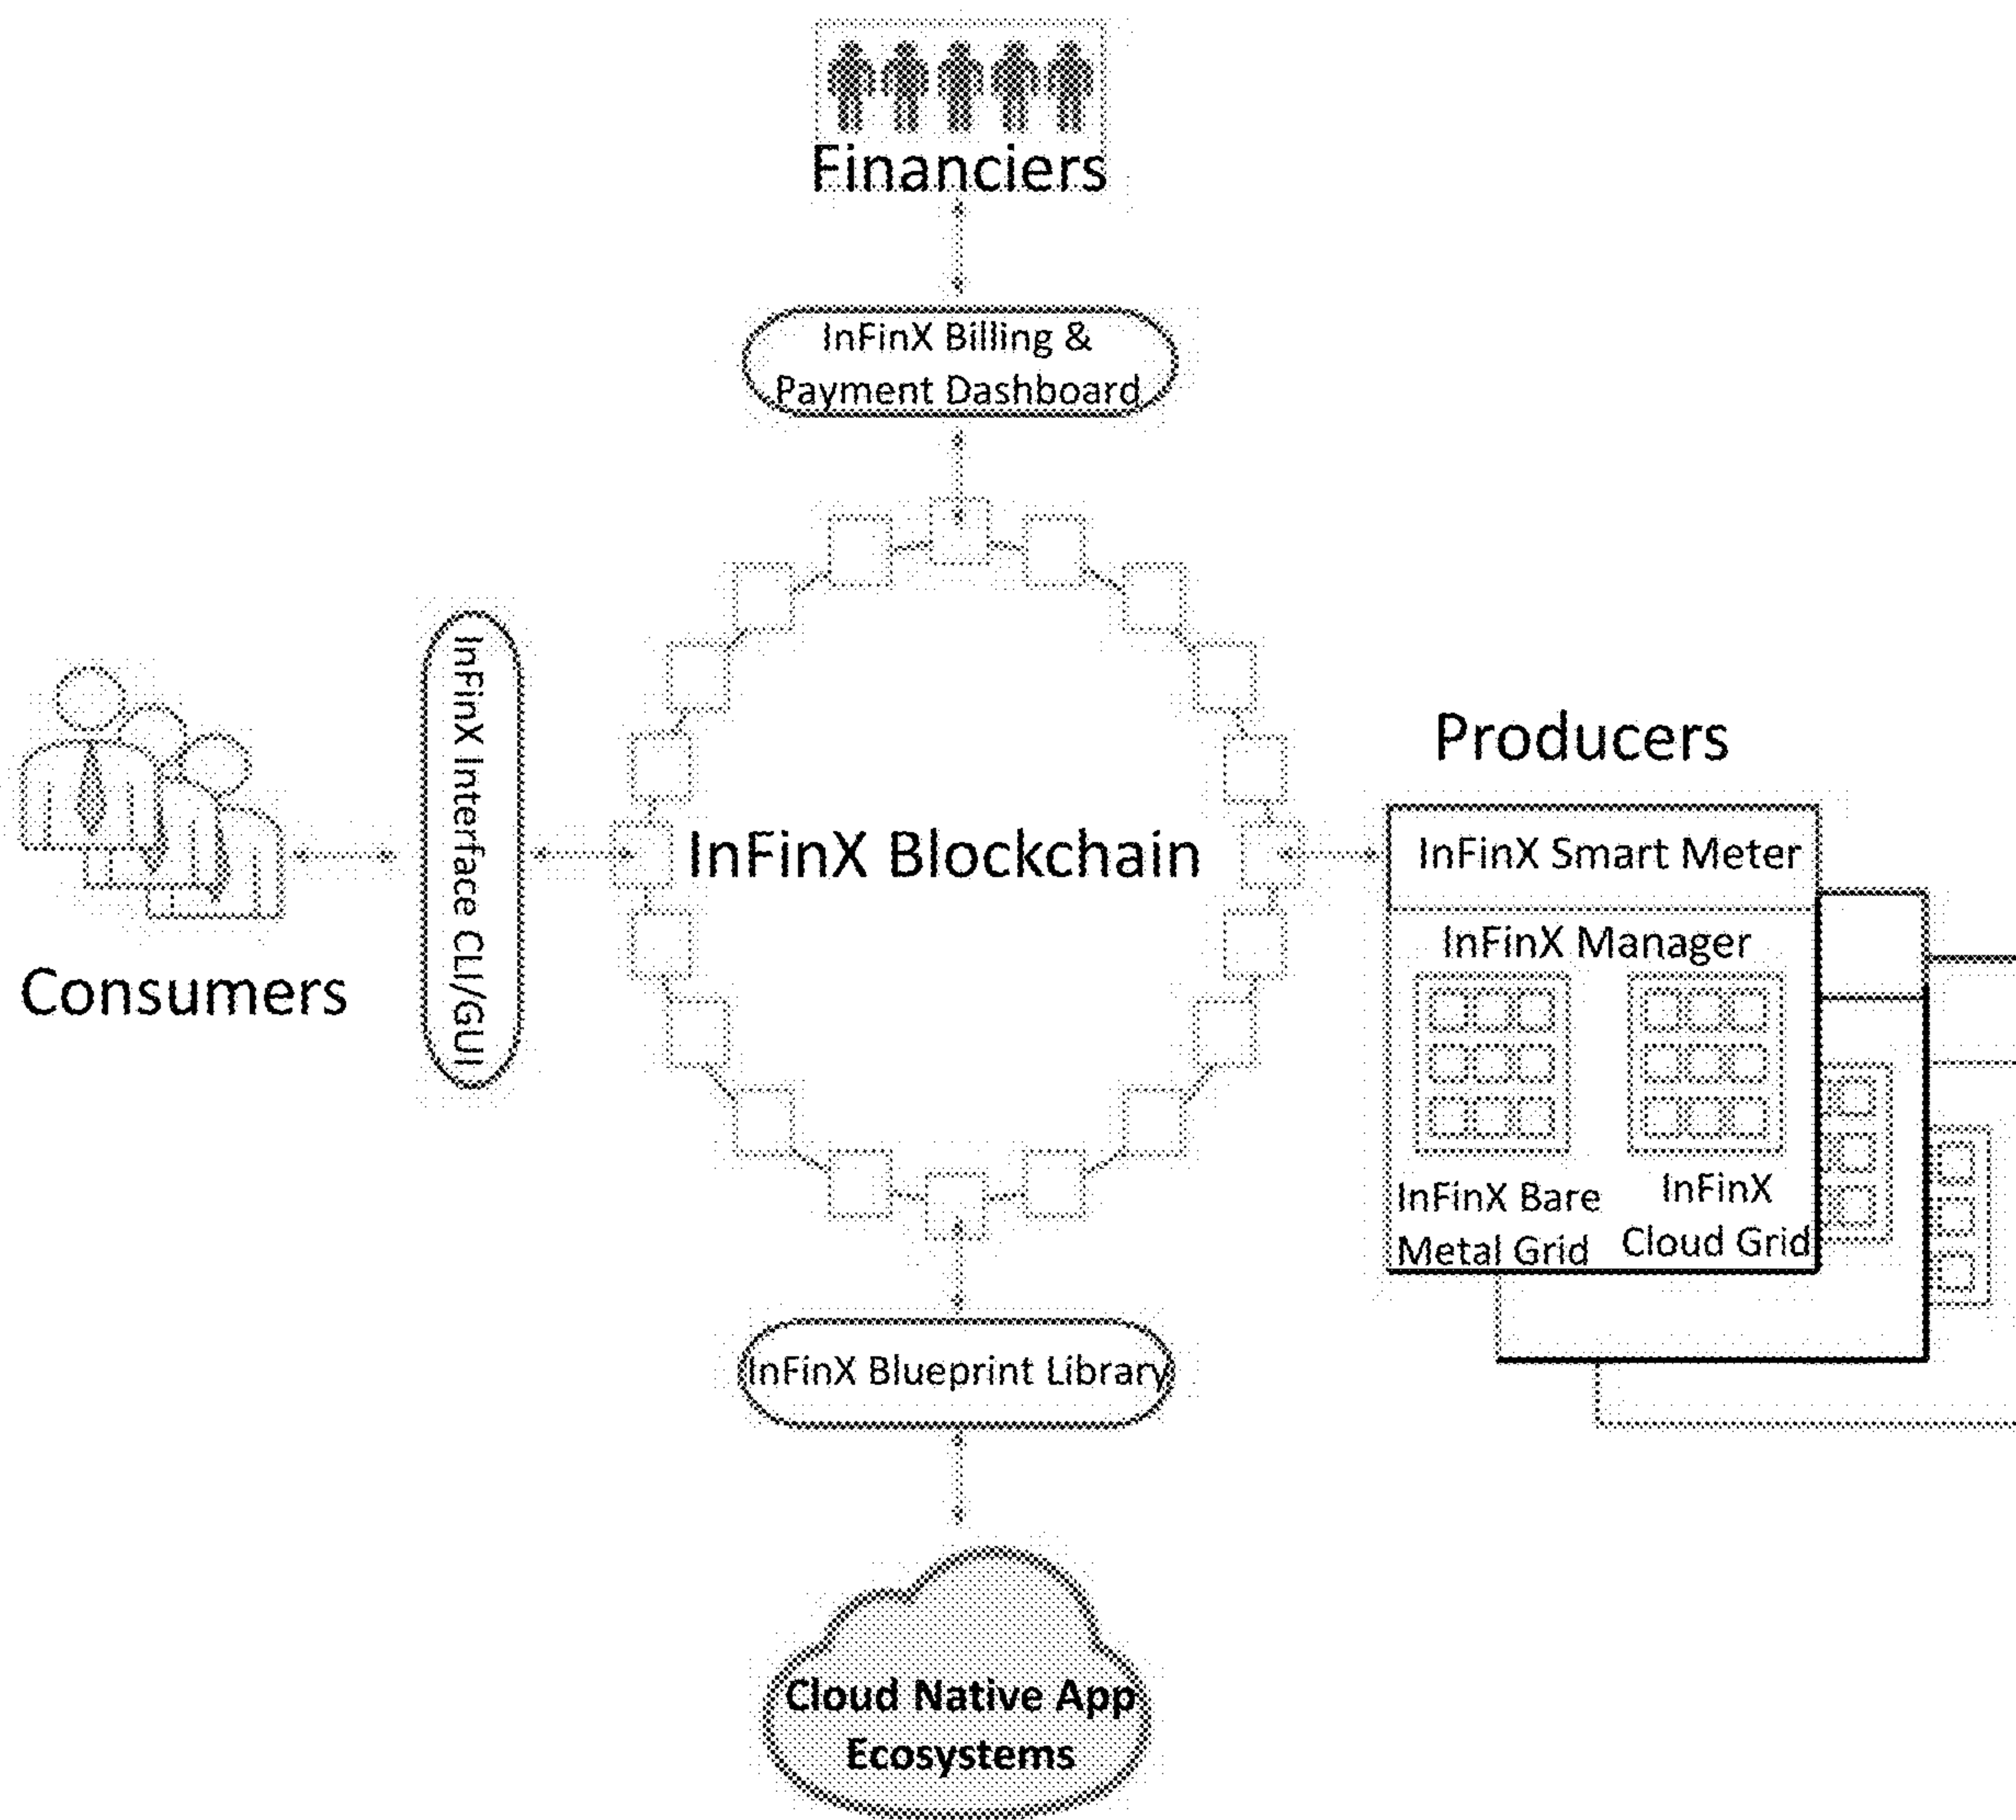 Financiers
InFinX Billing &
Payment Dashboard
InFinX Interface CLI/GUI
Consumers
InFinX Blockchain
Producers
InFinX Smart Meter
InFinX Manager
InFinX Bare
Metal Grid
InFinX
Cloud Grid
InFinX Blueprint Library
Cloud Native App
Ecosystems